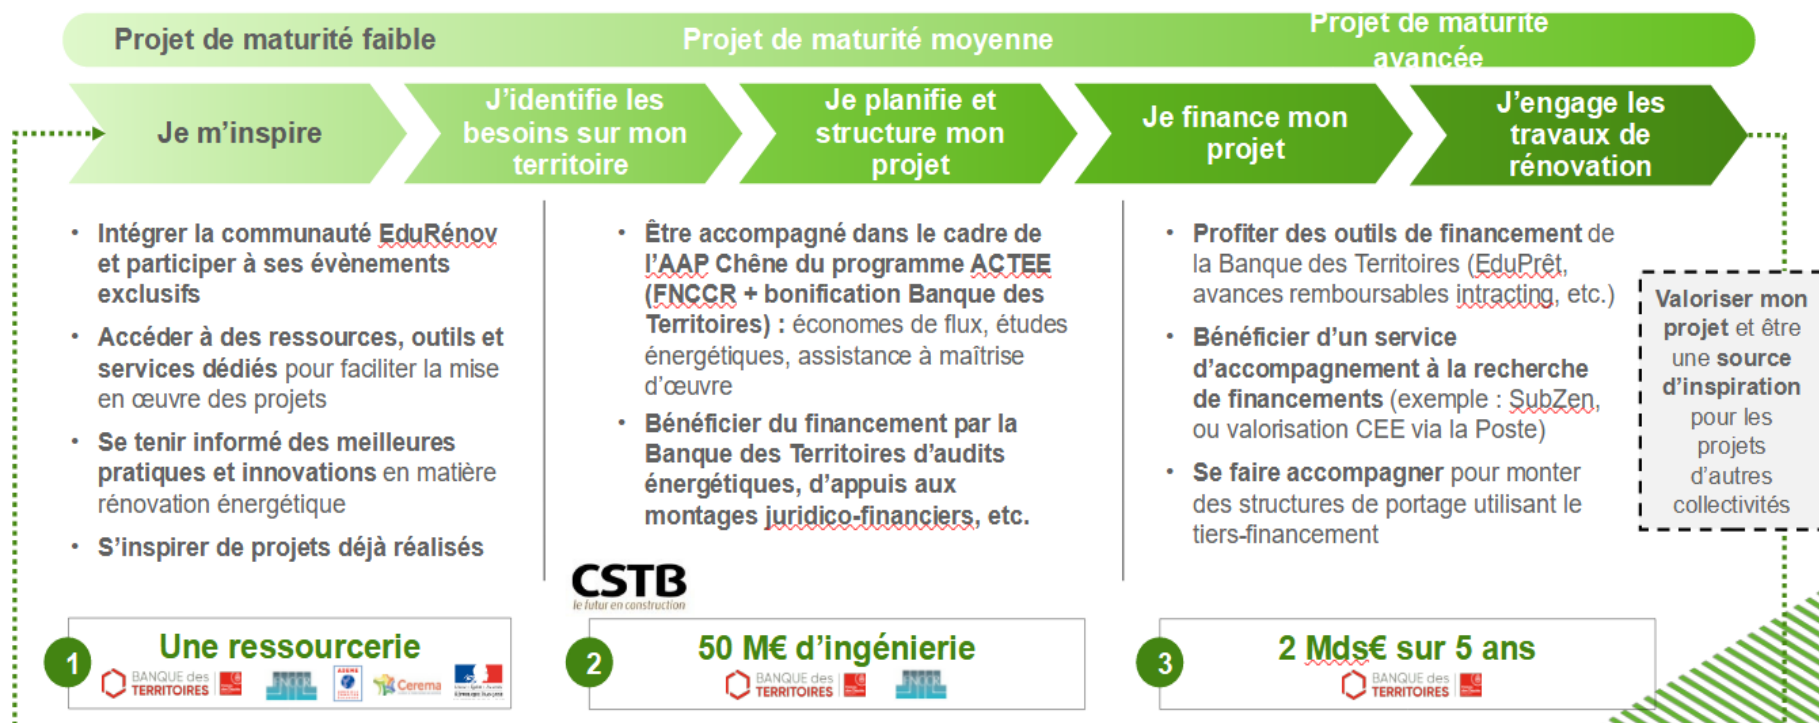 Projet de maturité faible
Projet de maturité moyenne
Projet de maturité
avancée
Je m’inspire
J’identifie les
besoins sur mon
territoire
Je planifie et
structure mon
projet
Je finance mon
projet
J’engage les
travaux de
rénovation
• Intégrer la communauté EduRénov
et participer à ses évènements
exclusifs
• Accéder à des ressources, outils et
services dédiés pour faciliter la mise
en œuvre des projets
• Se tenir informé des meilleures
pratiques et innovations en matière
rénovation énergétique
• S’inspirer de projets déjà réalisés
• Être accompagné dans le cadre de
l’AAP Chêne du programme ACTEE
(FNCCR + bonification Banque des
Territoires) : économes de flux, études
énergétiques, assistance à maîtrise
d’œuvre
• Bénéficier du financement par la
Banque des Territoires d’audits
énergétiques, d’appuis aux
montages juridico-financiers, etc.
• Profiter des outils de financement de
la Banque des Territoires (EduPrêt,
avances remboursables intracting, etc.)
• Bénéficier d’un service
d’accompagnement à la recherche
de financements (exemple : SubZen,
ou valorisation CEE via la Poste)
• Se faire accompagner pour monter
des structures de portage utilisant le
tiers-financement
Valoriser mon
projet et être
une source
d’inspiration
pour les
projets
d’autres
collectivités
CSTB
le futur en construction
1
Une ressourcerie
BANQUE des
TERRITOIRES
FNCCR
ADEME
Cerema
2
50 M€ d’ingénierie
BANQUE des
TERRITOIRES
FNCCR
3
2 Mds€ sur 5 ans
BANQUE des
TERRITOIRES